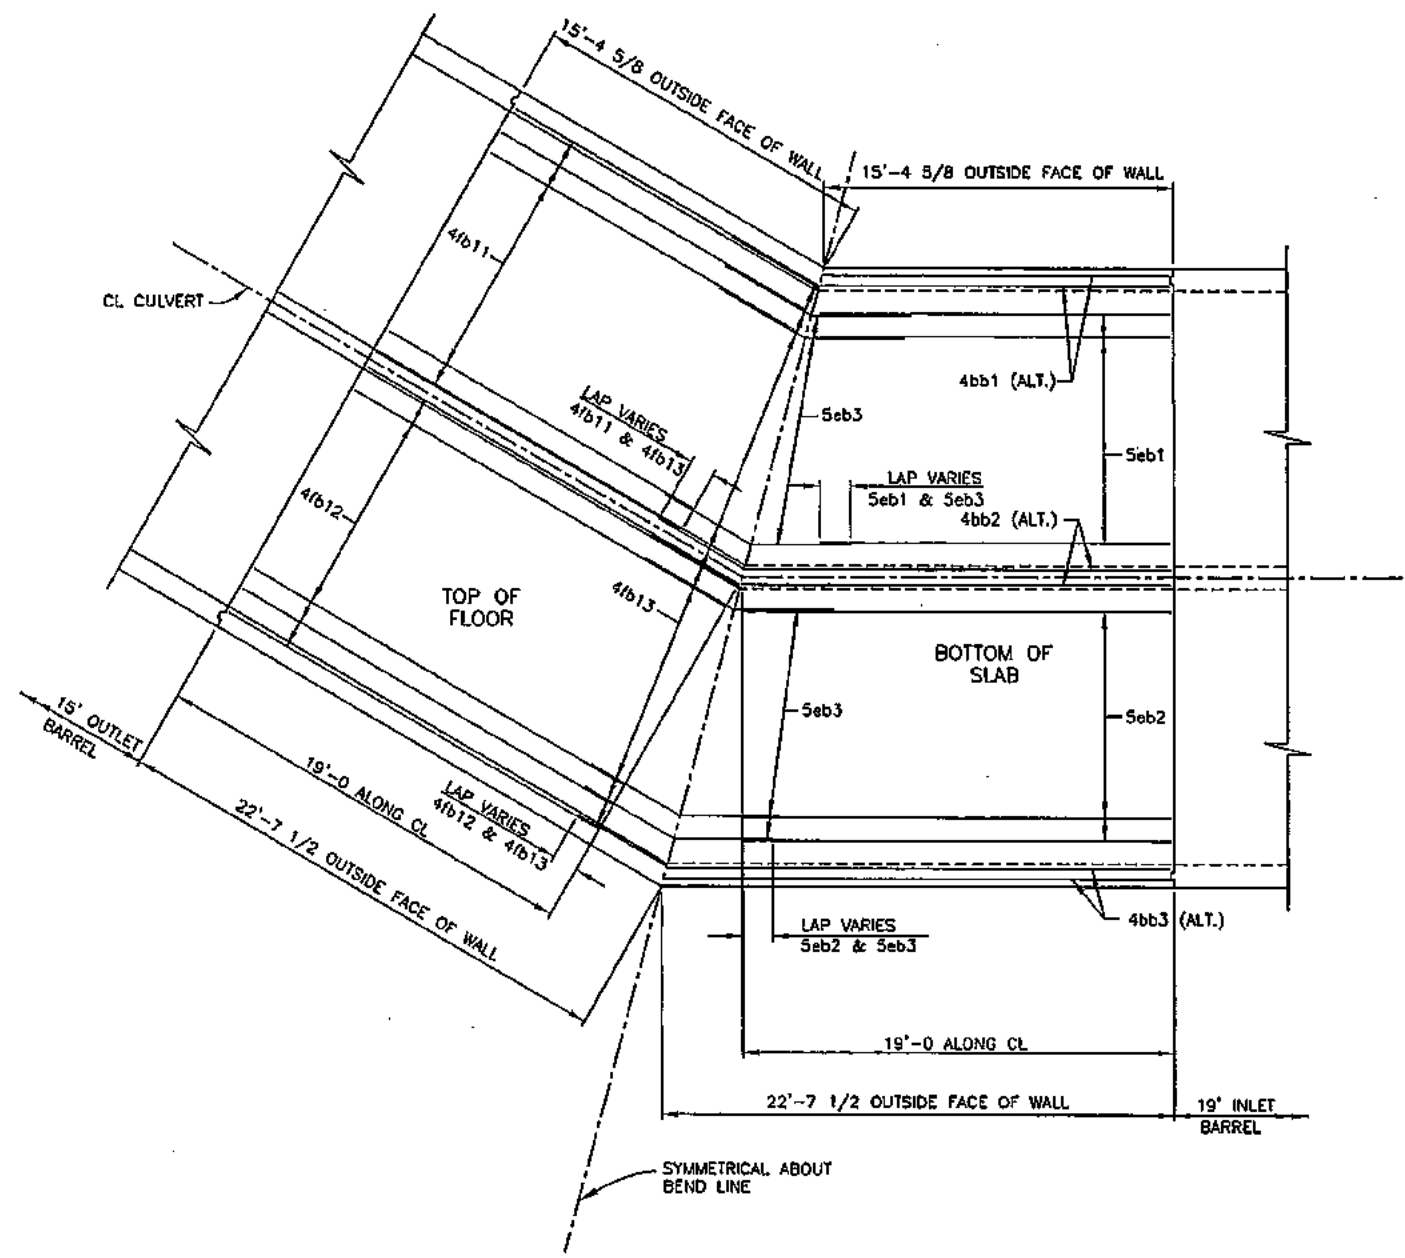 15'-4 5/8 OUTSIDE FACE OF WALL
15'-4 5/8 OUTSIDE FACE OF WALL
4fb11
CL CULVERT
4bb1 (ALT.)
LAP VARIES
4fb11 & 4fb13
5eb3
5eb1
LAP VARIES
5eb1 & 5eb3
4fb12
4bb2 (ALT.)
TOP OF
FLOOR
4fb13
BOTTOM OF
SLAB
15' OUTLET
BARREL
5eb3
5eb2
19'-0 ALONG CL
LAP VARIES
4fb12 & 4fb13
22'-7 1/2 OUTSIDE FACE OF WALL
4bb3 (ALT.)
LAP VARIES
5eb2 & 5eb3
19'-0 ALONG CL
22'-7 1/2 OUTSIDE FACE OF WALL
19' INLET
BARREL
SYMMETRICAL ABOUT
BEND LINE